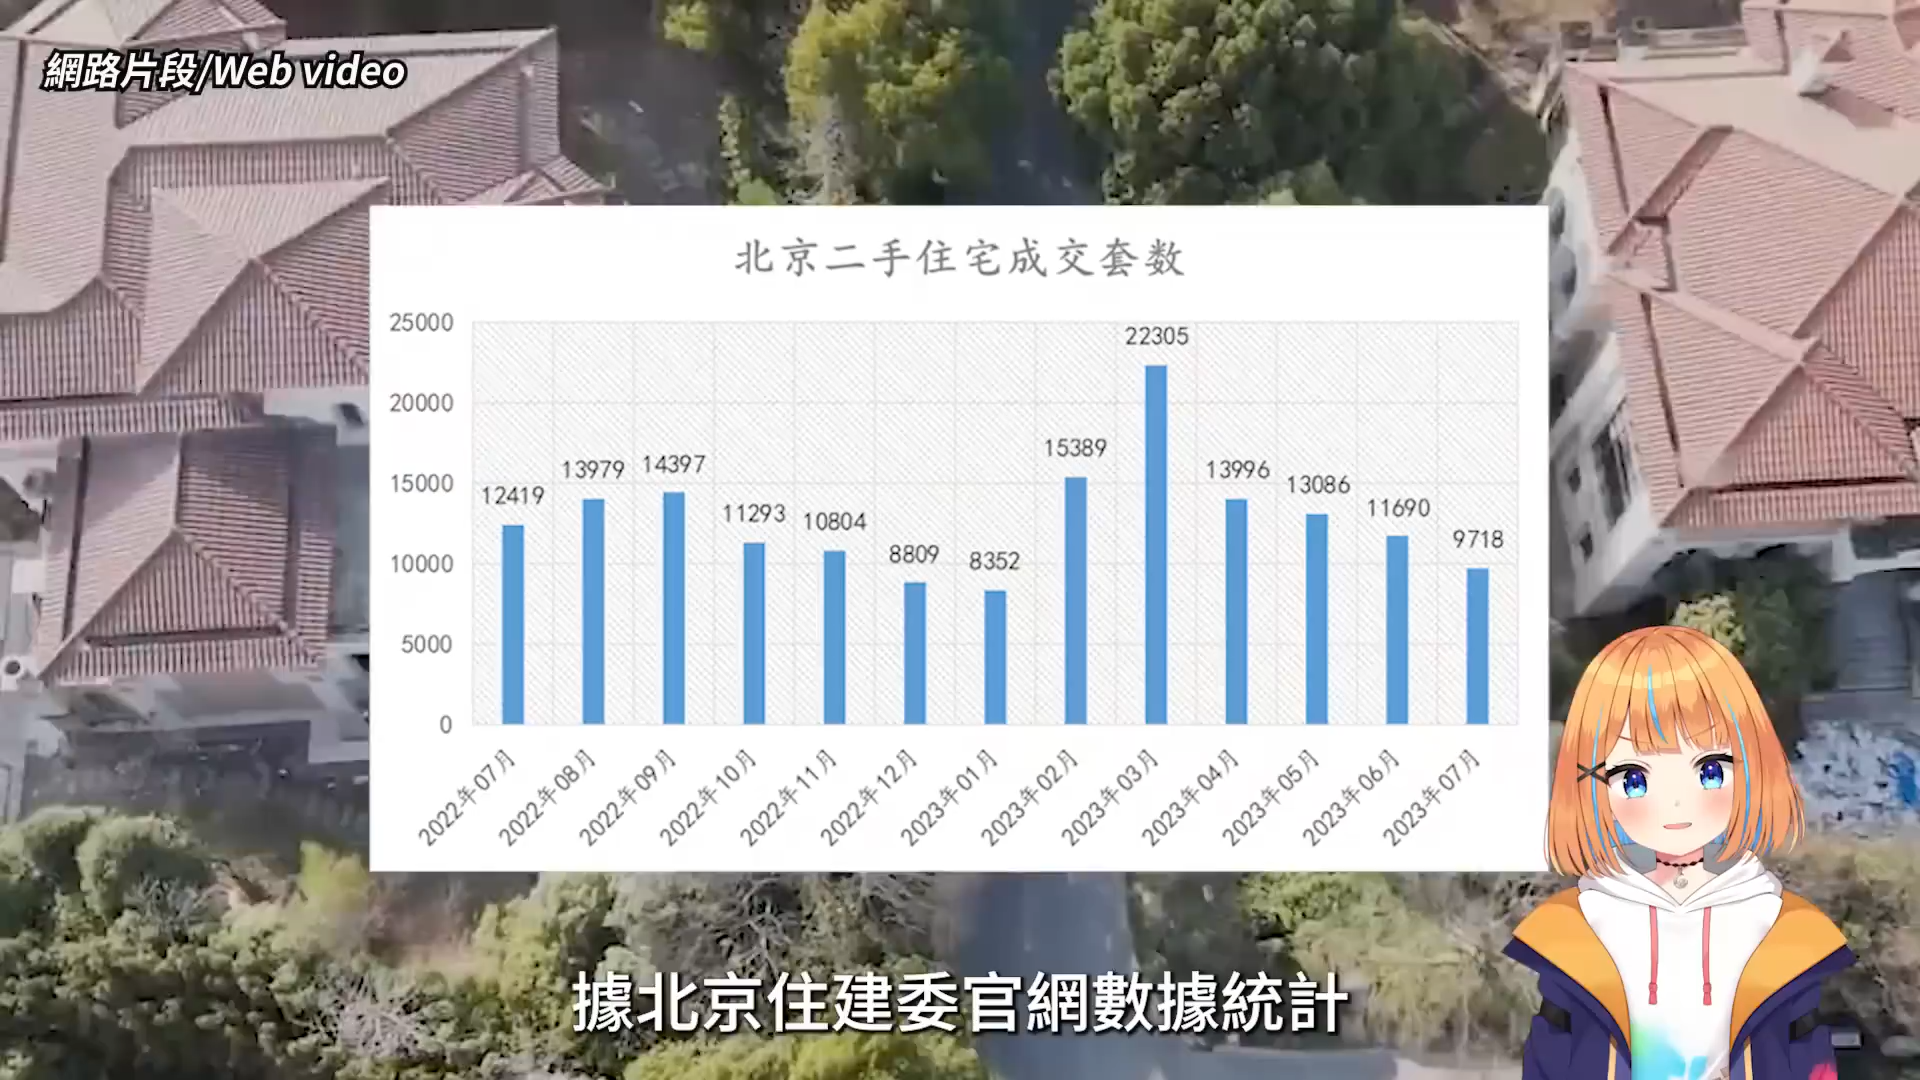 網路片段/Web video
北京二手住宅成交套数
25000
20000
15000
10000
5000
0
12419
13979
14397
11293
10804
8809
8352
15389
22305
13996
13086
11690
9718
2022年07月
2022年08月
2022年09月
2022年10月
2022年11月
2022年12月
2023年01月
2023年02月
2023年03月
2023年04月
2023年05月
2023年06月
2023年07月
據北京住建委官網數據統計